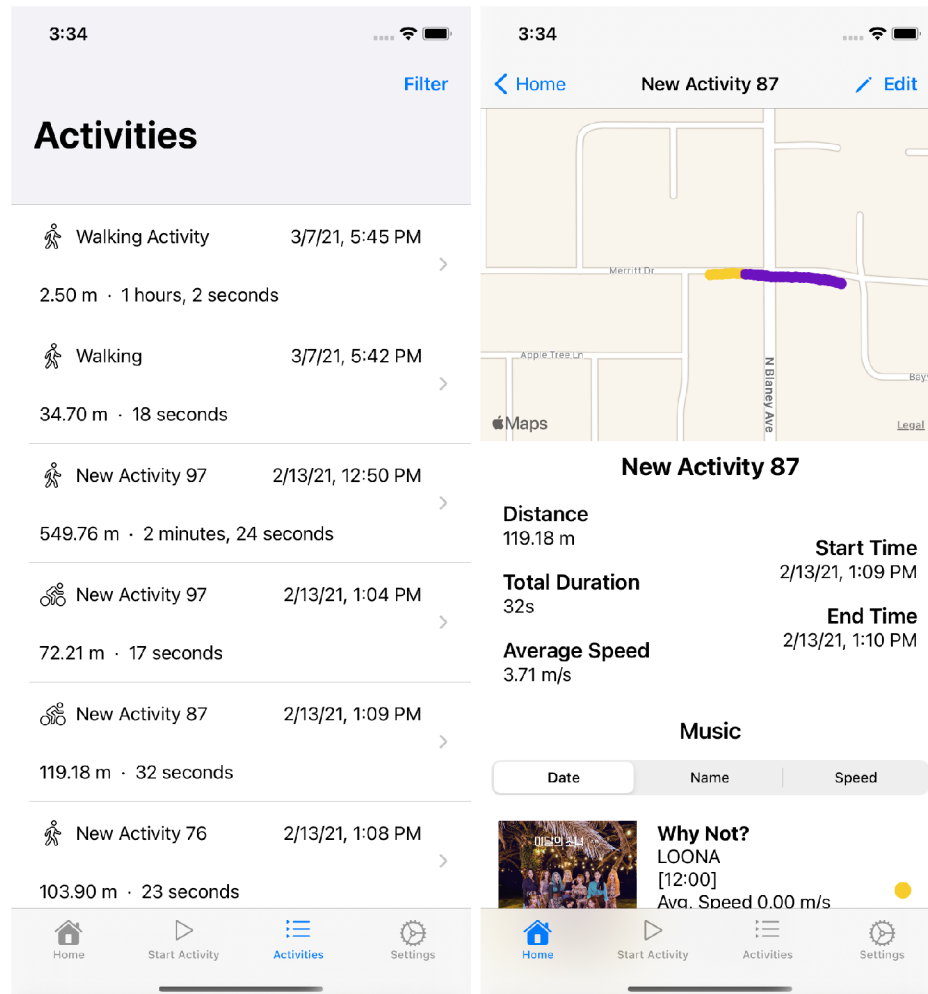 3:34
Filter
Activities
Walking Activity 3/7/21, 5:45 PM
2.50 m · 1 hours, 2 seconds
Walking 3/7/21, 5:42 PM
34.70 m · 18 seconds
New Activity 97 2/13/21, 12:50 PM
549.76 m · 2 minutes, 24 seconds
New Activity 97 2/13/21, 1:04 PM
72.21 m · 17 seconds
New Activity 87 2/13/21, 1:09 PM
119.18 m · 32 seconds
New Activity 76 2/13/21, 1:08 PM
103.90 m · 23 seconds
Home Start Activity Activities Settings
3:34
Home New Activity 87 Edit
Merritt Dr
Apple Tree Ln
N Blaney Ave
Bay
Maps
Legal
New Activity 87
Distance
119.18 m
Start Time
2/13/21, 1:09 PM
Total Duration
32s
End Time
2/13/21, 1:10 PM
Average Speed
3.71 m/s
Music
Date Name Speed
이달의 소녀
Why Not?
LOONA
[12:00]
Avg. Speed 0.00 m/s
Home Start Activity Activities Settings